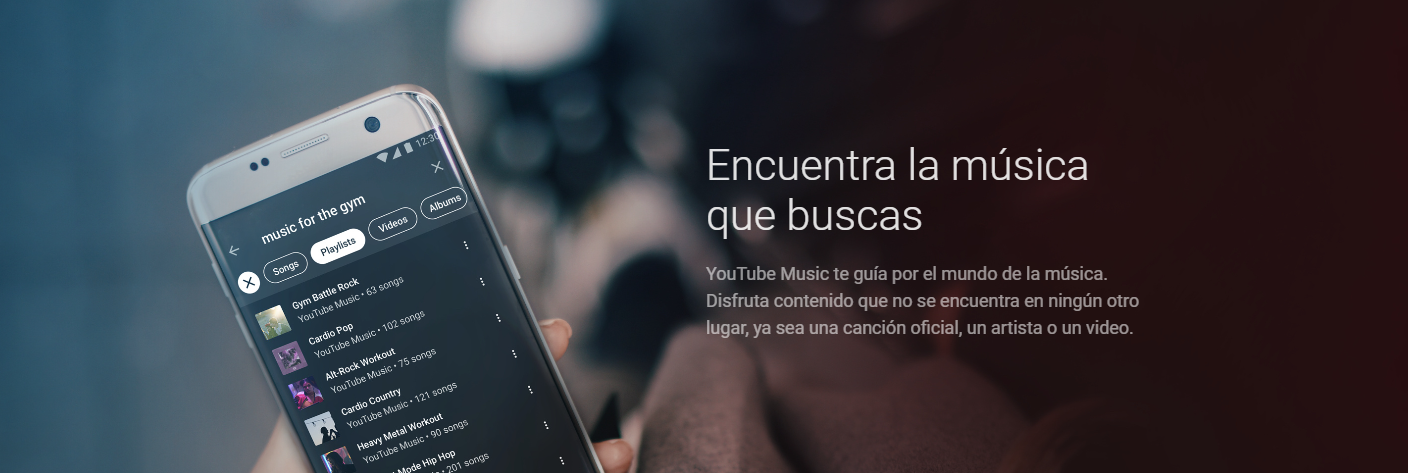 12:30
music for the gym
Songs
Playlists
Videos
Albums
Gym Battle Rock
YouTube Music • 63 songs
Cardio Pop
YouTube Music • 102 songs
Alt-Rock Workout
YouTube Music • 75 songs
Cardio Country
YouTube Music • 121 songs
Heavy Metal Workout
YouTube Music • 90 songs
Mode Hip Hop
201 songs
Encuentra la música
que buscas
YouTube Music te guía por el mundo de la música.
Disfruta contenido que no se encuentra en ningún otro
lugar, ya sea una canción oficial, un artista o un video.